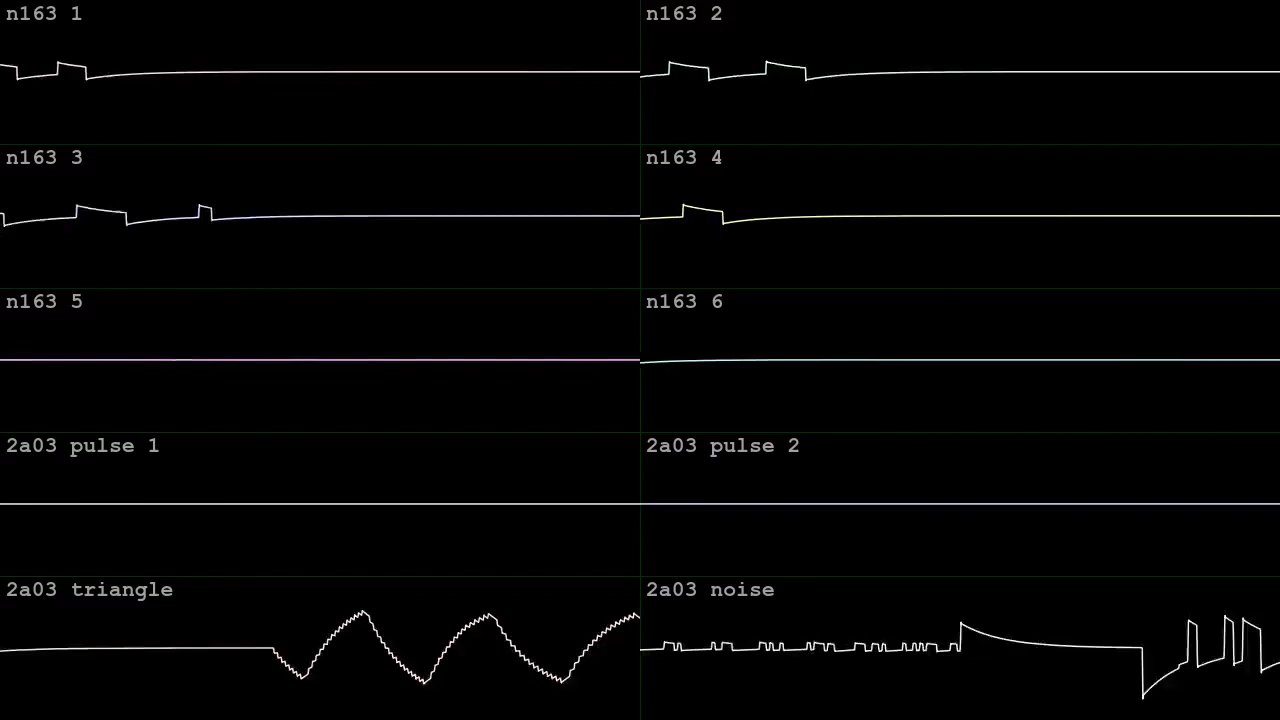 n163 1
n163 2
n163 3
n163 4
n163 5
n163 6
2a03 pulse 1
2a03 pulse 2
2a03 triangle
2a03 noise